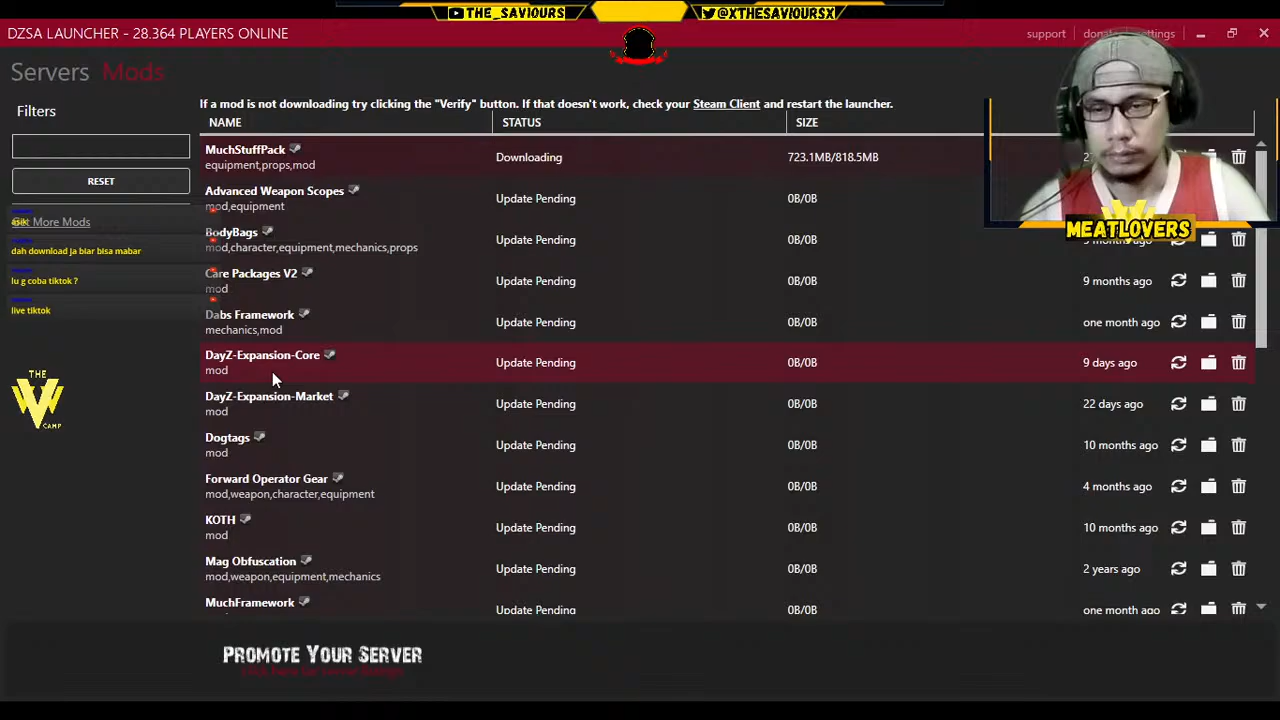 THE_SAVIOURS
XTHESAVIOURSX
DZSA LAUNCHER - 28.364 PLAYERS ONLINE
support
settings
Servers Mods
Filters
RESET
More Mods
dah download ja biar bisa mabar
lu g coba tiktok ?
live tiktok
THE
CAMP
MEATLOVERS
If a mod is not downloading try clicking the "Verify" button. If that doesn't work, check your Steam Client and restart the launcher.
NAME STATUS SIZE
MuchStuffPack
equipment,props,mod
Downloading 723.1MB/818.5MB
Advanced Weapon Scopes
mod,equipment
Update Pending 0B/0B
BodyBags
mod,character,equipment,mechanics,props
Update Pending 0B/0B months ago
Care Packages V2
mod
Update Pending 0B/0B 9 months ago
Dabs Framework
mechanics,mod
Update Pending 0B/0B one month ago
DayZ-Expansion-Core
mod
Update Pending 0B/0B 9 days ago
DayZ-Expansion-Market
mod
Update Pending 0B/0B 22 days ago
Dogtags
mod
Update Pending 0B/0B 10 months ago
Forward Operator Gear
mod,weapon,character,equipment
Update Pending 0B/0B 4 months ago
KOTH
mod
Update Pending 0B/0B 10 months ago
Mag Obfuscation
mod,weapon,equipment,mechanics
Update Pending 0B/0B 2 years ago
MuchFramework
Update Pending 0B/0B one month ago
PROMOTE YOUR SERVER